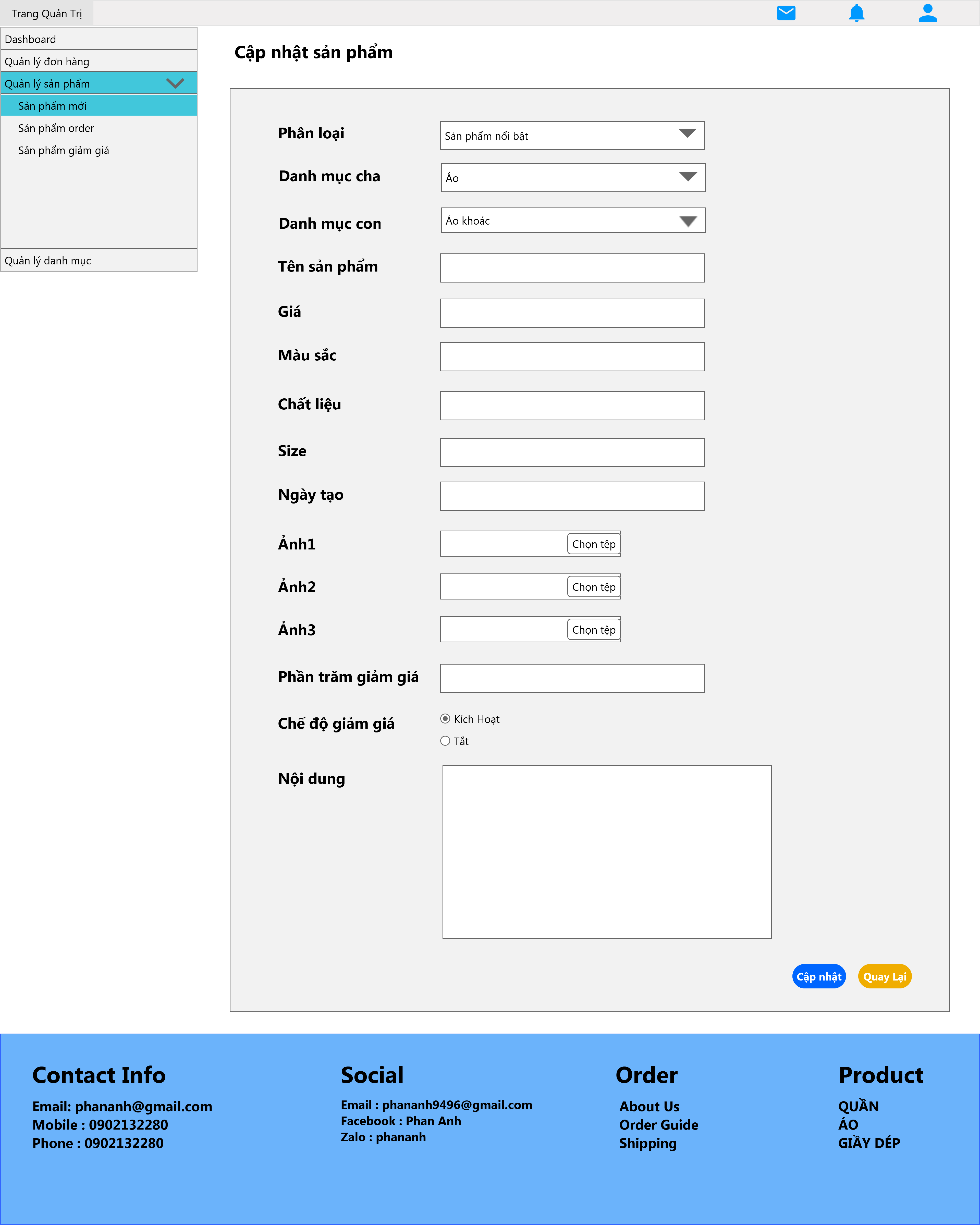 Trang Quản Trị
Dashboard
Quản lý đơn hàng
Quản lý sản phẩm
Sản phẩm mới
Sản phẩm order
Sản phẩm giảm giá
Quản lý danh mục
Cập nhật sản phẩm
Phân loại
Sản phẩm nổi bật
Danh mục cha
Áo
Danh mục con
Áo khoác
Tên sản phẩm
Giá
Màu sắc
Chất liệu
Size
Ngày tạo
Ảnh1
Chọn tệp
Ảnh2
Chọn tệp
Ảnh3
Chọn tệp
Phần trăm giảm giá
Chế độ giảm giá
Kích Hoạt
Tắt
Nội dung
Cập nhật
Quay Lại
Contact Info
Email: phananh@gmail.com
Mobile : 0902132280
Phone : 0902132280
Social
Email : phananh9496@gmail.com
Facebook : Phan Anh
Zalo : phananh
Order
About Us
Order Guide
Shipping
Product
QUẦN
ÁO
GIẦY DÉP